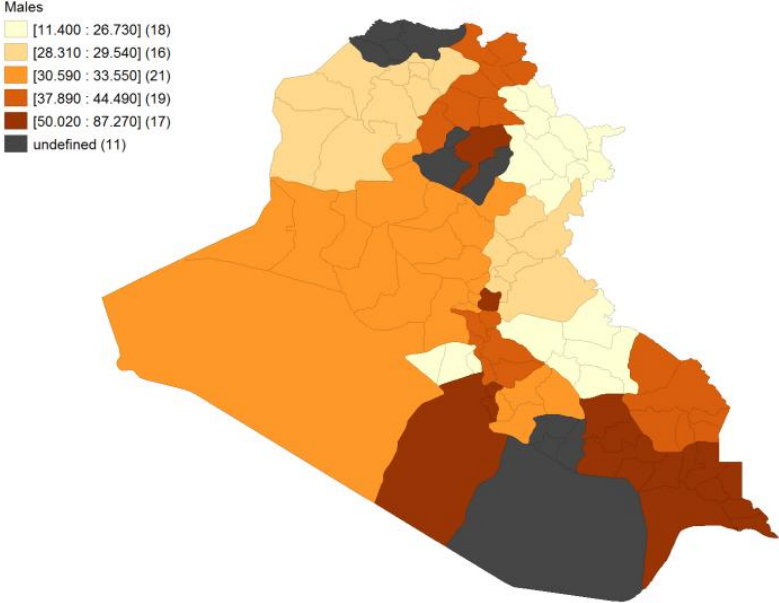 Males
[11.400 : 26.730] (18)
[28.310 : 29.540] (16)
[30.590 : 33.550] (21)
[37.890 : 44.490] (19)
[50.020 : 87.270] (17)
undefined (11)